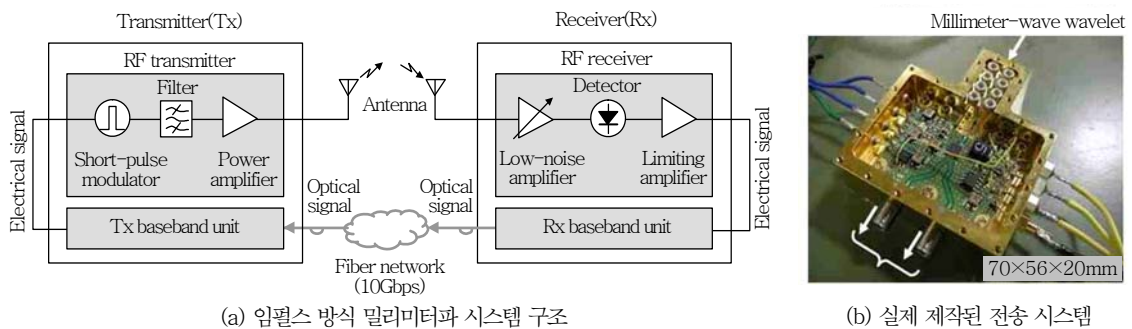 Transmitter(Tx)
Receiver(Rx)
Millimeter-wave wavelet
RF transmitter
RF receiver
Filter
Detector
Antenna
Electrical signal
Short-pulse
modulator
Power
amplifier
Low-noise
amplifier
Limiting
amplifier
Electrical signal
Optical
signal
Optical
signal
Tx baseband unit
Rx baseband unit
Fiber network
(10Gbps)
70×56×20mm
(a) 임펄스 방식 밀리미터파 시스템 구조
(b) 실제 제작된 전송 시스템